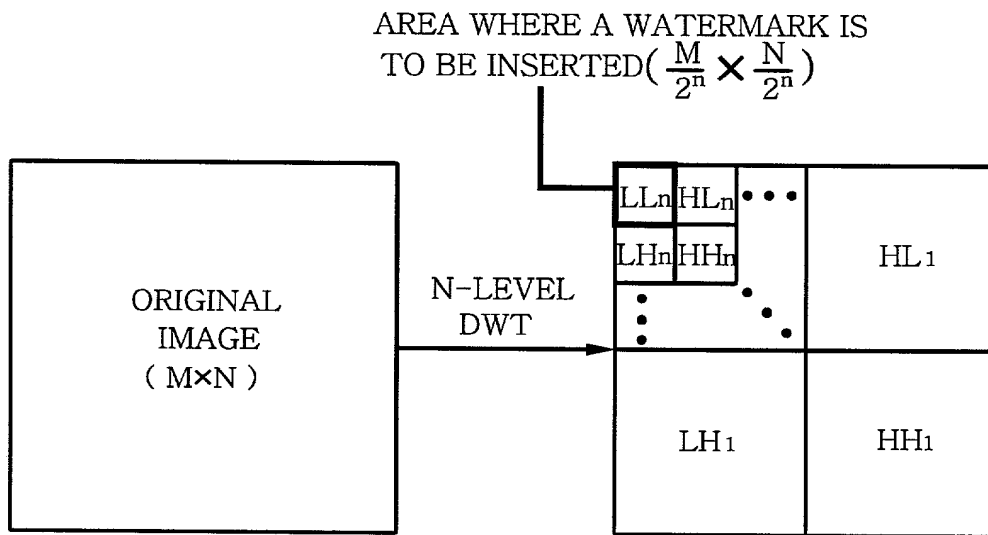 AREA WHERE A WATERMARK IS
TO BE INSERTED( M/2ⁿ × N/2ⁿ )
ORIGINAL
IMAGE
( M×N )
N-LEVEL
DWT
LLn HLn • • •
LHn HHn
HL1
LH1
HH1